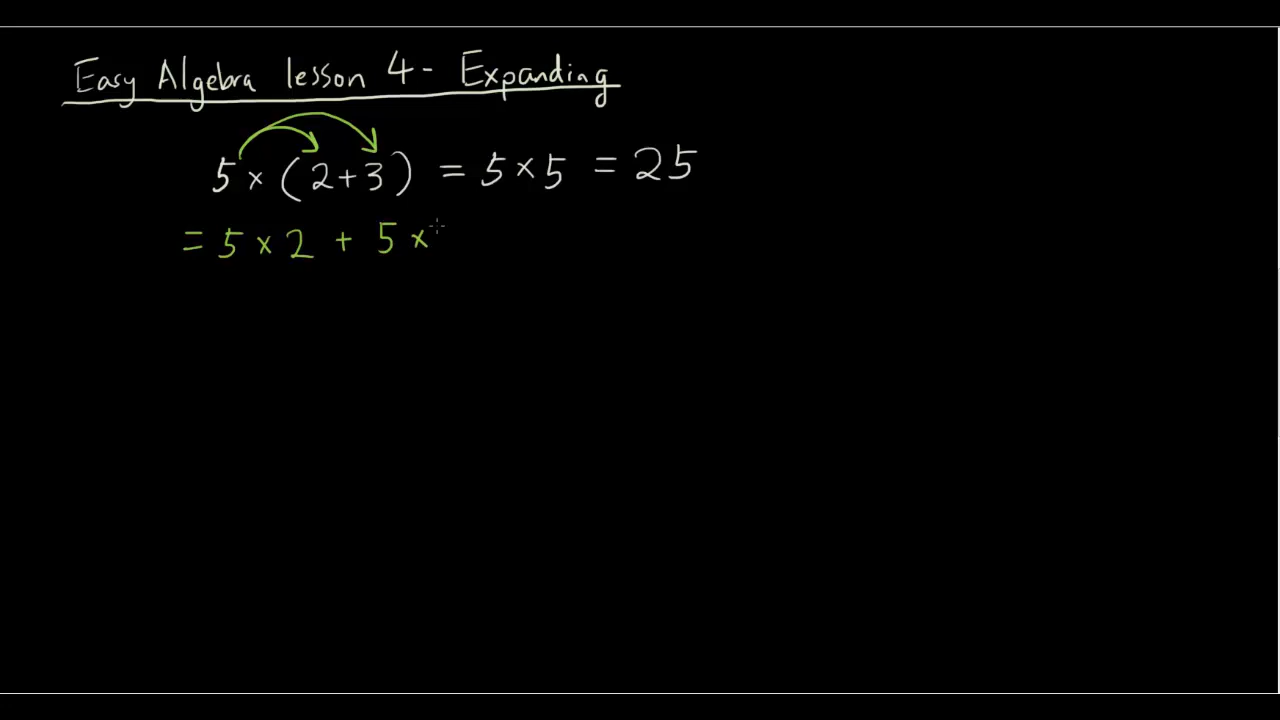 Easy Algebra lesson 4 - Expanding
5 × (2 + 3) = 5 × 5 = 25
= 5 × 2 + 5 ×